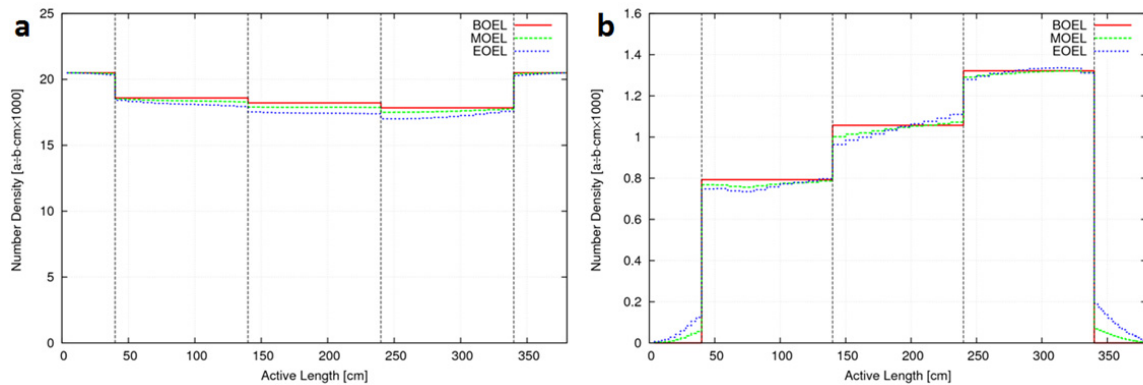 a
Number Density [a÷b·cm×1000]
25
20
15
10
5
0
BOEL
MOEL
EOEL
0 50 100 150 200 250 300 350
Active Length [cm]
b
Number Density [a÷b·cm×1000]
1.6
1.4
1.2
1
0.8
0.6
0.4
0.2
0
BOEL
MOEL
EOEL
0 50 100 150 200 250 300 350
Active Length [cm]